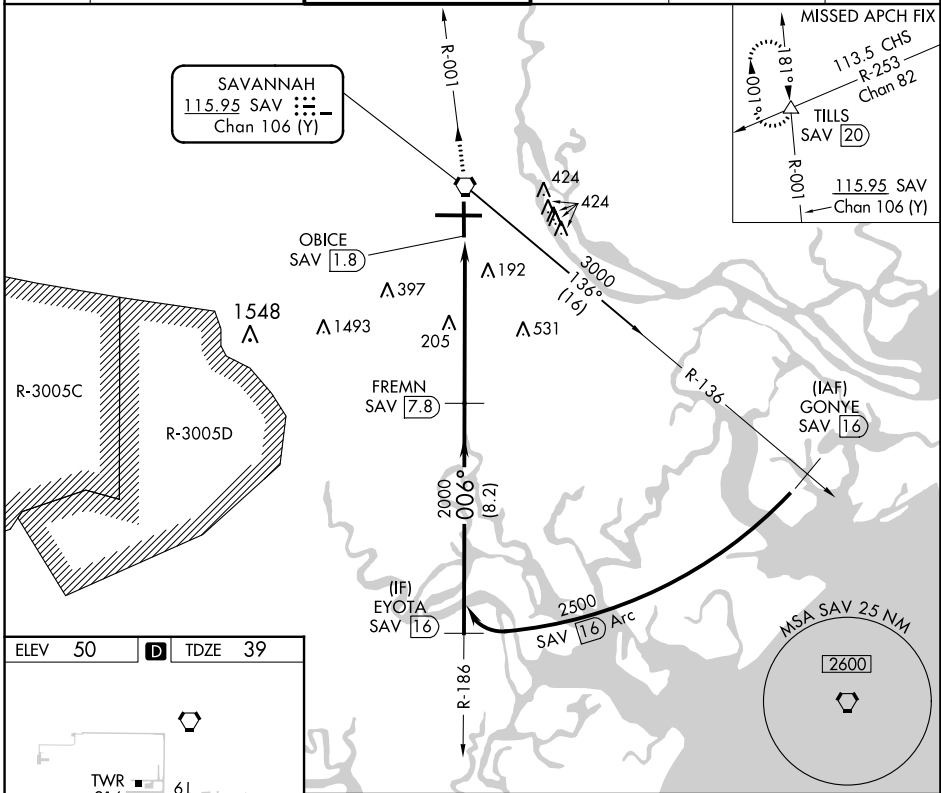 MISSED APCH FIX
113.5 CHS
R-253
Chan 82
181°
001°
TILLS
SAV 20
R-001
115.95 SAV
Chan 106 (Y)
R-001
SAVANNAH
115.95 SAV
Chan 106 (Y)
424
424
OBICE
SAV 1.8
192
3000
136°
(16)
397
1548
1493
205
531
R-3005C
R-3005D
FREMN
SAV 7.8
R-136
(IAF)
GONYE
SAV 16
2000
006°
(8.2)
(IF)
EYOTA
SAV 16
2500
SAV 16 Arc
R-186
MSA SAV 25 NM
2600
ELEV 50 D TDZE 39
TWR
61